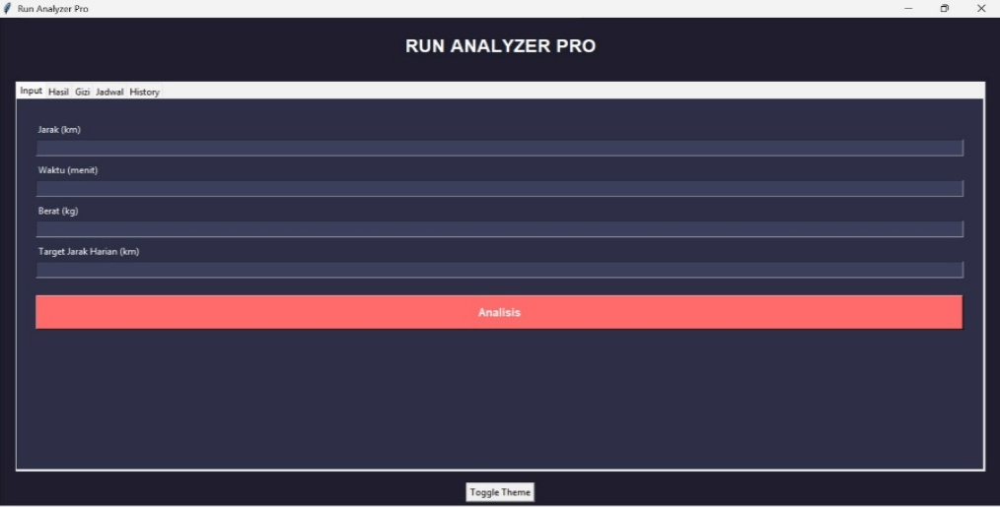 Run Analyzer Pro
RUN ANALYZER PRO
Input Hasil Gizi Jadwal History
Jarak (km)
Waktu (menit)
Berat (kg)
Target Jarak Harian (km)
Analisis
Toggle Theme